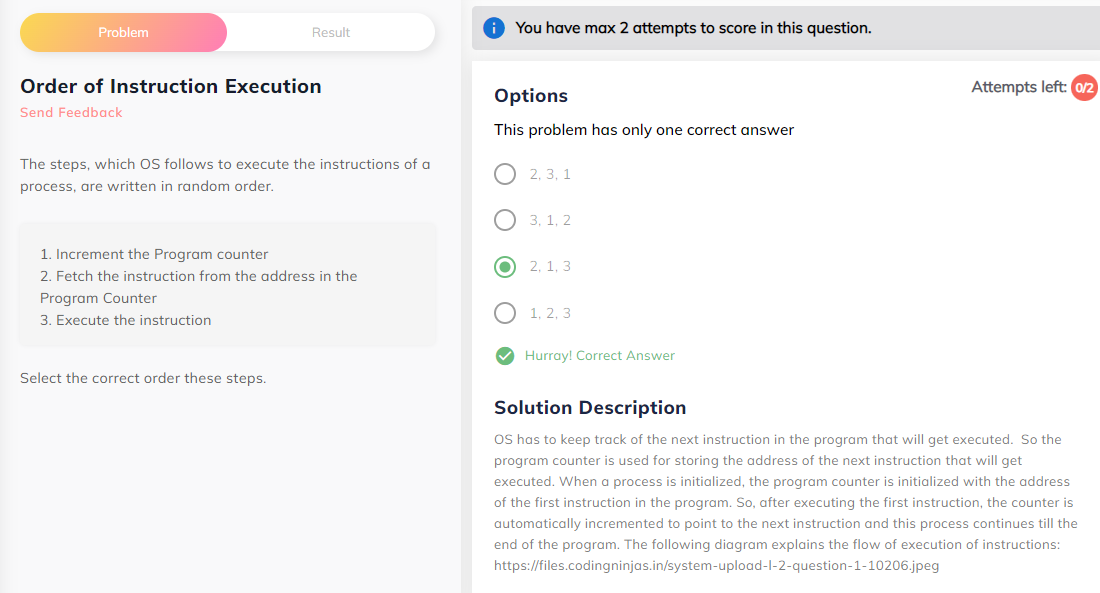 Problem
Result
Order of Instruction Execution
Send Feedback
The steps, which OS follows to execute the instructions of a
process, are written in random order.
1. Increment the Program counter
2. Fetch the instruction from the address in the
Program Counter
3. Execute the instruction
Select the correct order these steps.
You have max 2 attempts to score in this question.
Attempts left: 0/2
Options
This problem has only one correct answer
2, 3, 1
3, 1, 2
2, 1, 3
1, 2, 3
Hurray! Correct Answer
Solution Description
OS has to keep track of the next instruction in the program that will get executed.  So the
program counter is used for storing the address of the next instruction that will get
executed. When a process is initialized, the program counter is initialized with the address
of the first instruction in the program. So, after executing the first instruction, the counter is
automatically incremented to point to the next instruction and this process continues till the
end of the program. The following diagram explains the flow of execution of instructions:
https://files.codingninjas.in/system-upload-l-2-question-1-10206.jpeg